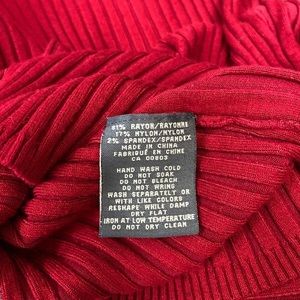 81% RAYON/RAYONNE
17% NYLON/NYLON
2% SPANDEX/SPANDEX
MADE IN CHINA
FABRIQUÉ EN CHINE
CA 00803
HAND WASH COLD
DO NOT SOAK
DO NOT BLEACH
DO NOT WRING
WASH SEPARATELY OR
WITH LIKE COLORS
RESHAPE WHILE DAMP
DRY FLAT
IRON AT LOW TEMPERATURE
DO NOT DRY CLEAN